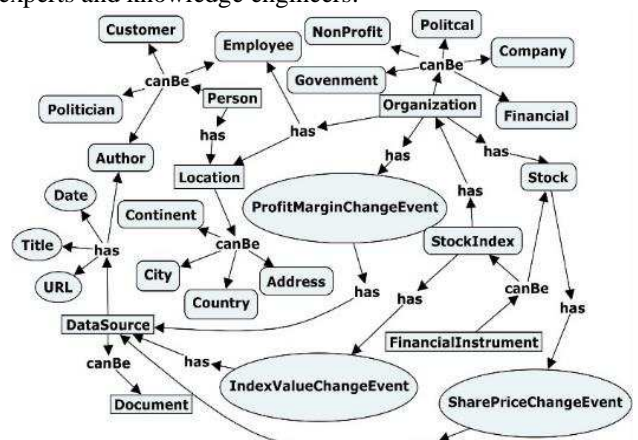 experts and knowledge engineers.
Customer
Employee
NonProfit
Politcal
Company
canBe
Govenment
canBe
Politician
Person
Organization
Financial
has
has
has
has
Author
Location
Stock
Date
has
ProfitMarginChangeEvent
Continent
Title
has
canBe
StockIndex
City
Address
URL
Country
has
has
canBe
has
DataSource
FinancialInstrument
canBe
has
IndexValueChangeEvent
SharePriceChangeEvent
Document